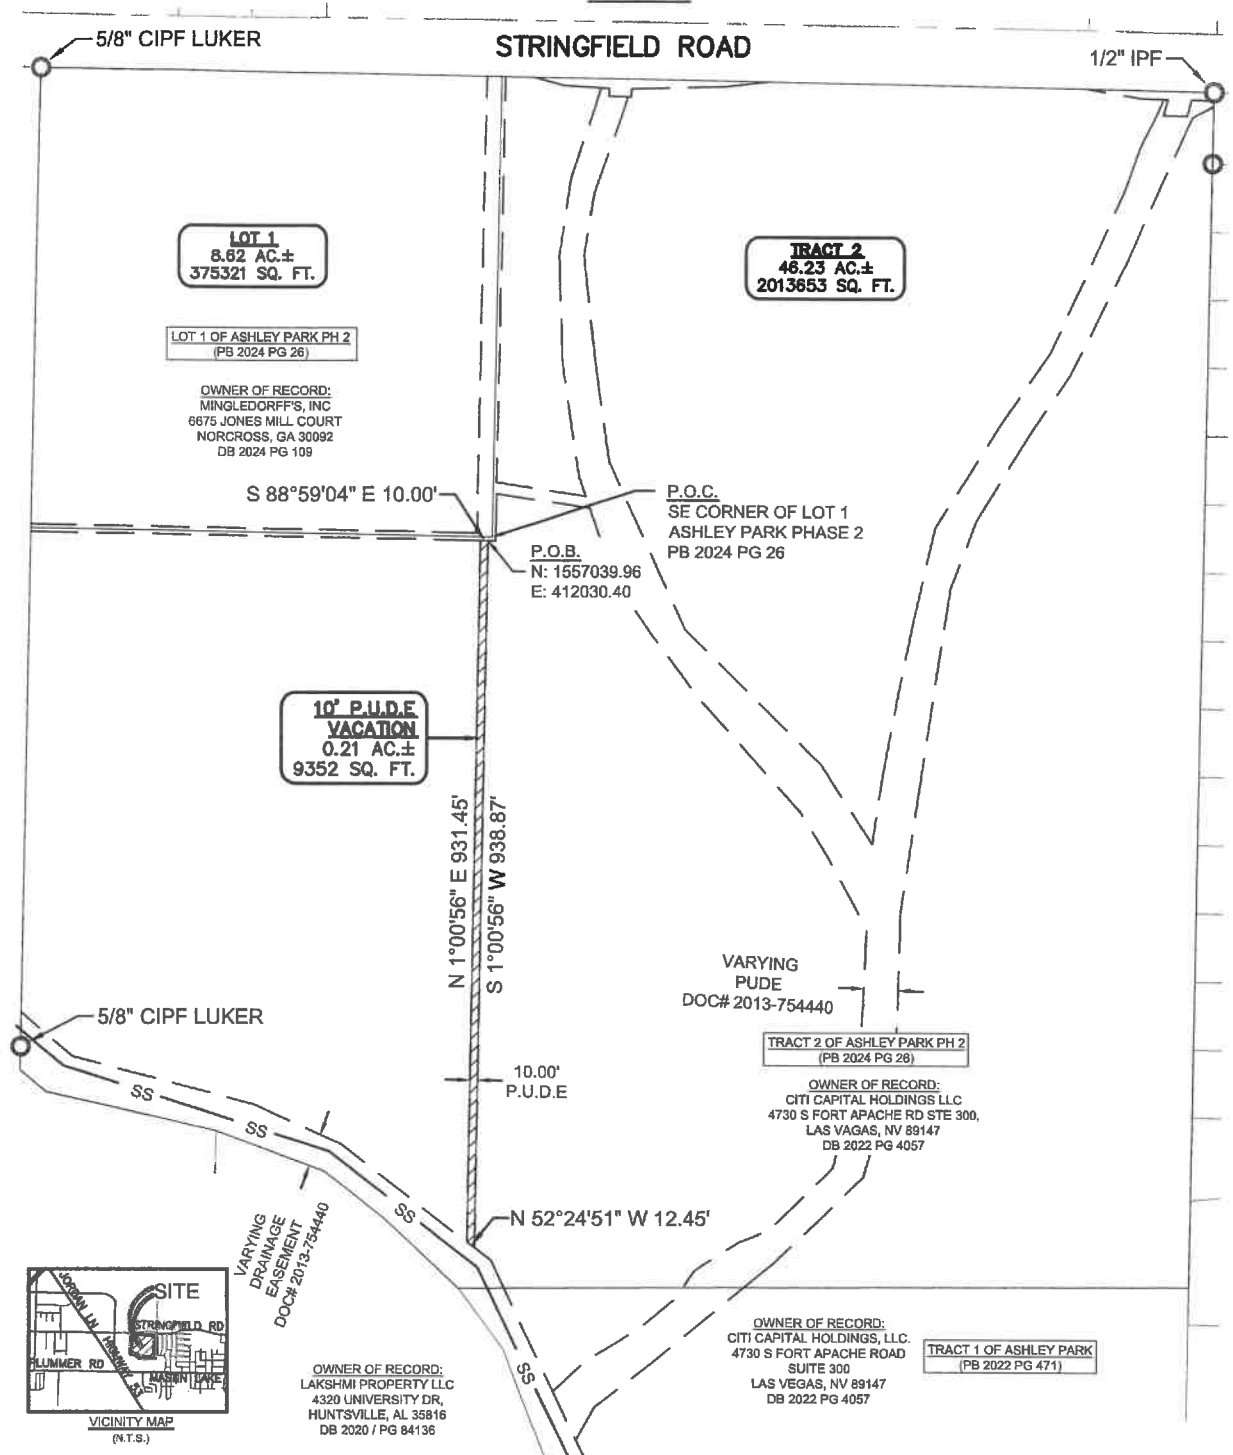 5/8" CIPF LUKER
STRINGFIELD ROAD
1/2" IPF
LOT 1
8.62 AC.±
375321 SQ. FT.
TRACT 2
46.23 AC.±
2013653 SQ. FT.
LOT 1 OF ASHLEY PARK PH 2
(PB 2024 PG 26)
OWNER OF RECORD:
MINGLEDORFF'S, INC
6675 JONES MILL COURT
NORCROSS, GA 30092
DB 2024 PG 109
S 88°59'04" E 10.00'
P.O.C.
SE CORNER OF LOT 1
ASHLEY PARK PHASE 2
PB 2024 PG 26
P.O.B.
N: 1557039.96
E: 412030.40
10' P.U.D.E
VACATION
0.21 AC.±
9352 SQ. FT.
N 1°00'56" E 931.45'
S 1°00'56" W 938.87'
VARYING
PUDE
DOC# 2013-754440
5/8" CIPF LUKER
TRACT 2 OF ASHLEY PARK PH 2
(PB 2024 PG 26)
10.00'
P.U.D.E
OWNER OF RECORD:
CITI CAPITAL HOLDINGS LLC
4730 S FORT APACHE RD STE 300,
LAS VAGAS, NV 89147
DB 2022 PG 4057
SS
SS
SS
SS
N 52°24'51" W 12.45'
VARYING
DRAINAGE
EASEMENT
DOC# 2013-754440
SITE
JORDAN LN
STRINGFIELD RD
HIGHWAY 53
PLUMMER RD
MASTIN LAKE
VICINITY MAP
(N.T.S.)
OWNER OF RECORD:
LAKSHMI PROPERTY LLC
4320 UNIVERSITY DR,
HUNTSVILLE, AL 35816
DB 2020 / PG 84136
OWNER OF RECORD:
CITI CAPITAL HOLDINGS, LLC.
4730 S FORT APACHE ROAD
SUITE 300
LAS VEGAS, NV 89147
DB 2022 PG 4057
TRACT 1 OF ASHLEY PARK
(PB 2022 PG 471)